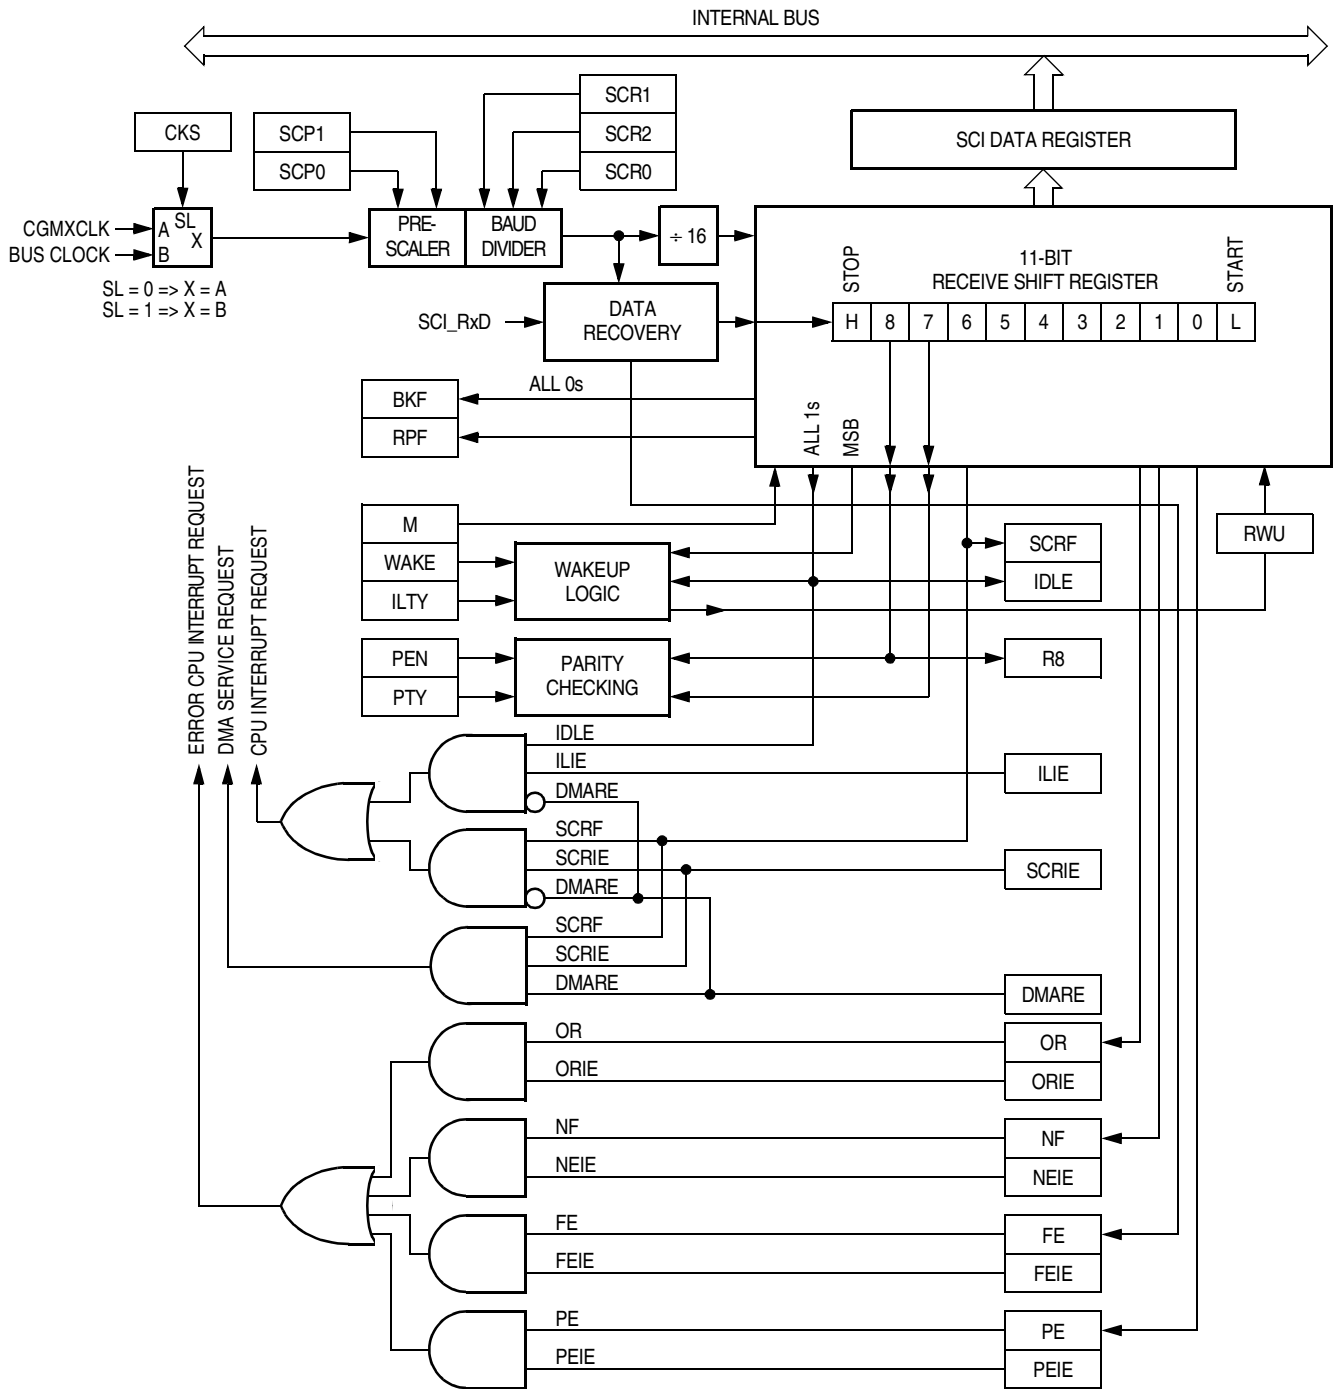 INTERNAL BUS
SCR1
SCR2
SCR0
CKS
SCP1
SCP0
SCI DATA REGISTER
CGMXCLK
BUS CLOCK
A
SL
X
B
SL = 0 => X = A
SL = 1 => X = B
PRE-
SCALER
BAUD
DIVIDER
÷ 16
STOP
11-BIT
RECEIVE SHIFT REGISTER
START
H 8 7 6 5 4 3 2 1 0 L
SCI_RxD
DATA
RECOVERY
ALL 0s
BKF
RPF
ALL 1s
MSB
ERROR CPU INTERRUPT REQUEST
DMA SERVICE REQUEST
CPU INTERRUPT REQUEST
M
WAKE
ILTY
WAKEUP
LOGIC
SCRF
IDLE
RWU
PEN
PTY
PARITY
CHECKING
R8
IDLE
ILIE
DMARE
ILIE
SCRF
SCRIE
DMARE
SCRIE
SCRF
SCRIE
DMARE
DMARE
OR
ORIE
OR
ORIE
NF
NEIE
NF
NEIE
FE
FEIE
FE
FEIE
PE
PEIE
PE
PEIE